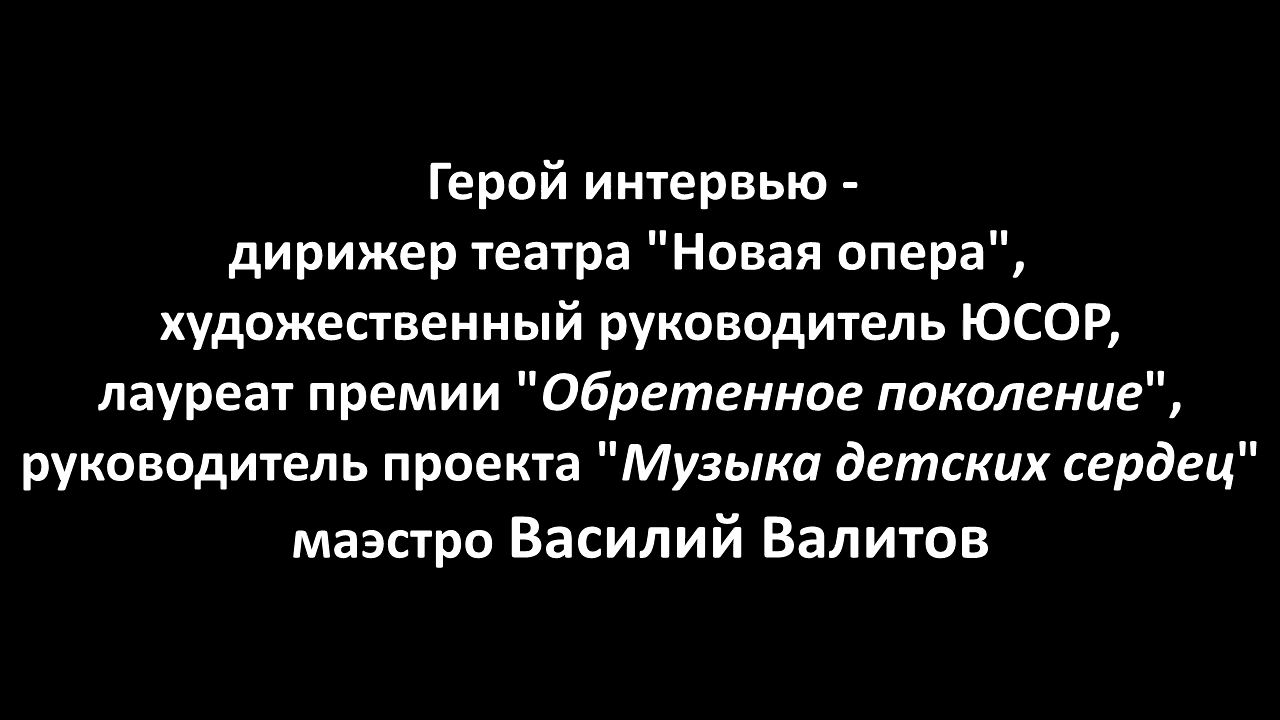 Герой интервью -
дирижер театра "Новая опера",
художественный руководитель ЮСОР,
лауреат премии "Обретенное поколение",
руководитель проекта "Музыка детских сердец"
маэстро Василий Валитов